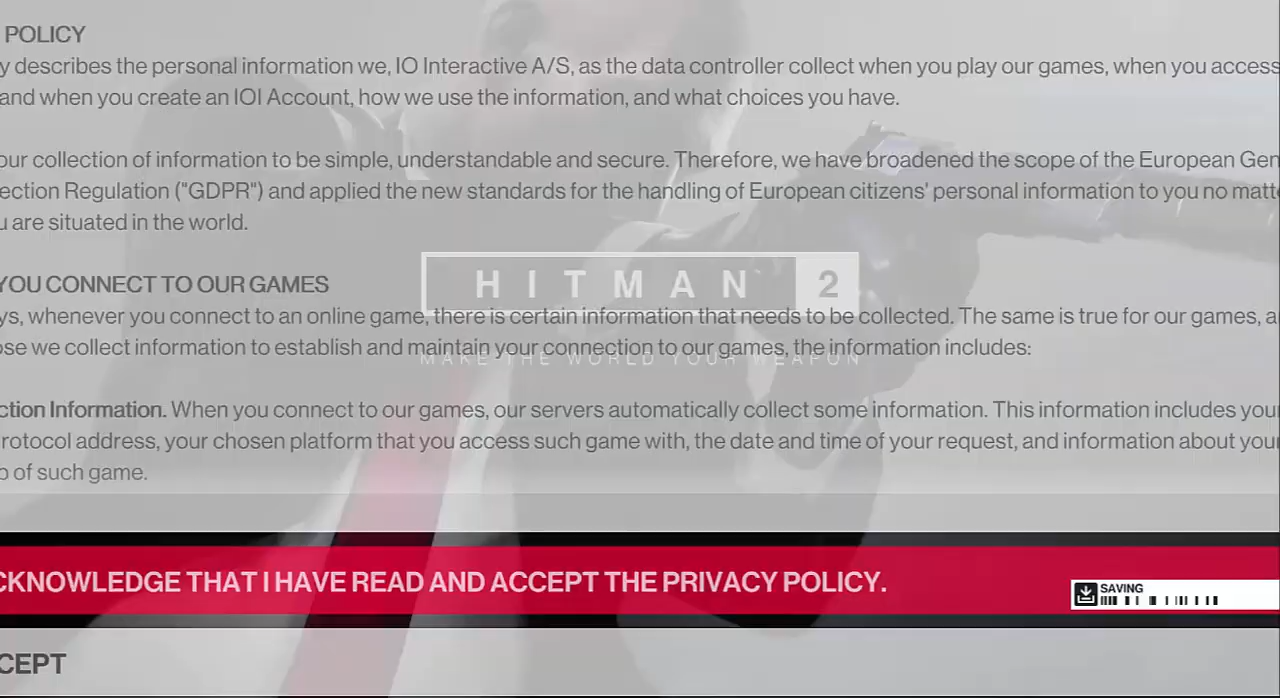 POLICY
y describes the personal information we, IO Interactive A/S, as the data controller collect when you play our games, when you access
and when you create an IOI Account, how we use the information, and what choices you have.
our collection of information to be simple, understandable and secure. Therefore, we have broadened the scope of the European Gen
ection Regulation ("GDPR") and applied the new standards for the handling of European citizens' personal information to you no matte
u are situated in the world.
HITMAN 2
YOU CONNECT TO OUR GAMES
ys, whenever you connect to an online game, there is certain information that needs to be collected. The same is true for our games, a
ose we collect information to establish and maintain your connection to our games, the information includes:
MAKE THE WORLD YOUR WEAPON
ction Information. When you connect to our games, our servers automatically collect some information. This information includes your
rotocol address, your chosen platform that you access such game with, the date and time of your request, and information about your
p of such game.
CKNOWLEDGE THAT I HAVE READ AND ACCEPT THE PRIVACY POLICY.
SAVING
CEPT